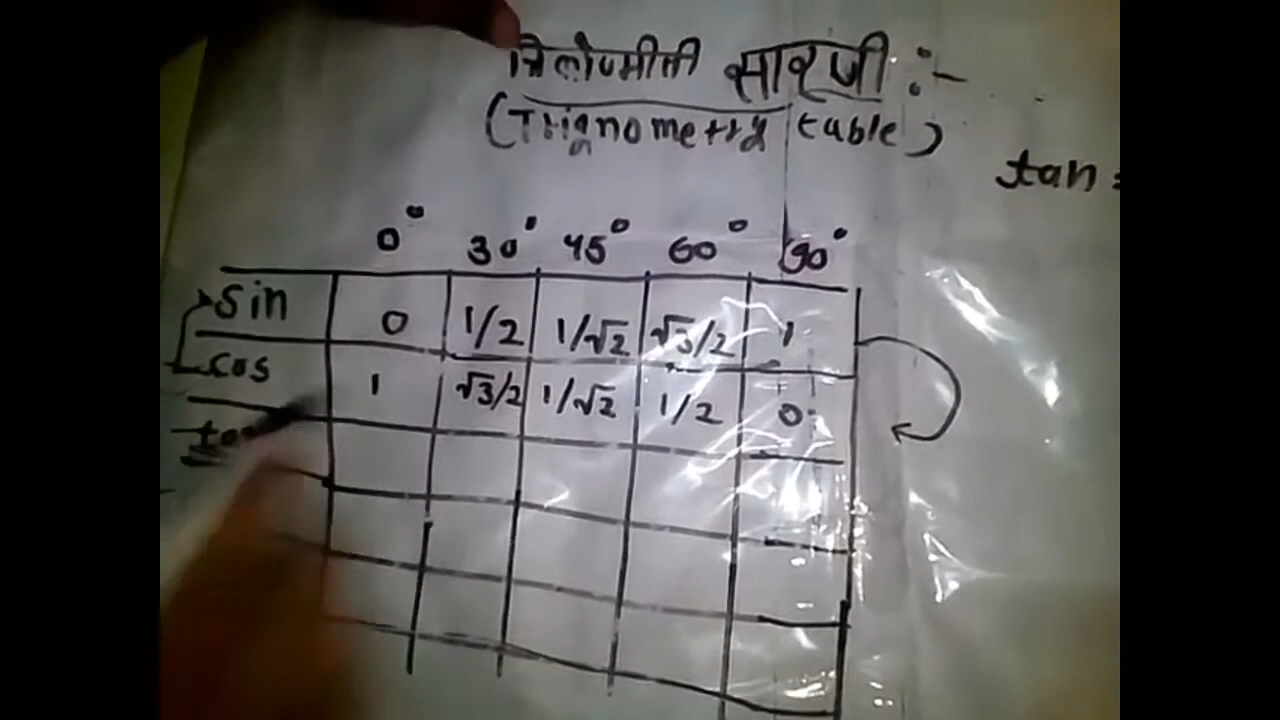 त्रिकोणमीती सारणी :-
(Trignometry table)
tan =
0° 30° 45° 60° 90°
sin 0 1/2 1/√2 √3/2 1
cos 1 √3/2 1/√2 1/2 0